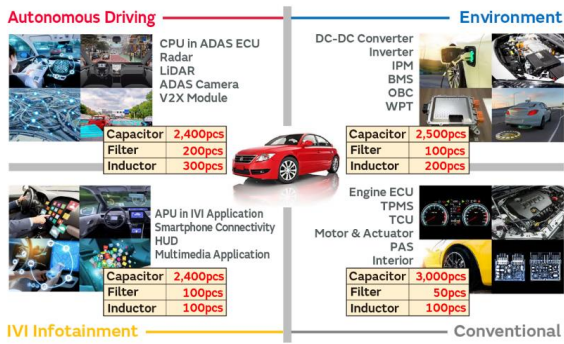 Autonomous Driving
CPU in ADAS ECU
Radar
LiDAR
ADAS Camera
V2X Module
Capacitor 2,400pcs
Filter 200pcs
Inductor 300pcs
Environment
DC-DC Converter
Inverter
IPM
BMS
OBC
WPT
Capacitor 2,500pcs
Filter 100pcs
Inductor 200pcs
APU in IVI Application
Smartphone Connectivity
HUD
Multimedia Application
Capacitor 2,400pcs
Filter 100pcs
Inductor 100pcs
IVI Infotainment
Engine ECU
TPMS
TCU
Motor & Actuator
PAS
Interior
Capacitor 3,000pcs
Filter 50pcs
Inductor 100pcs
Conventional